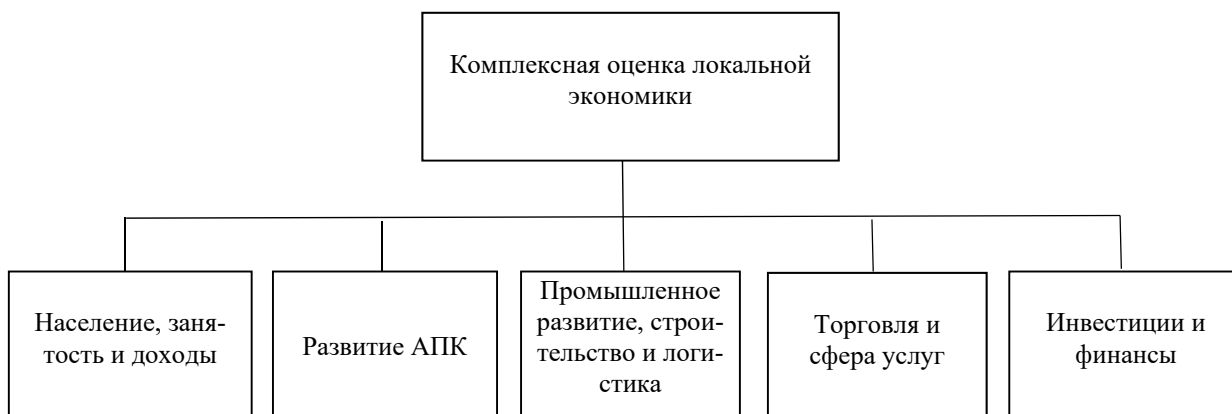 Комплексная оценка локальной
экономики
Население, заня-
тость и доходы
Развитие АПК
Промышленное
развитие, строи-
тельство и логи-
стика
Торговля и
сфера услуг
Инвестиции и
финансы